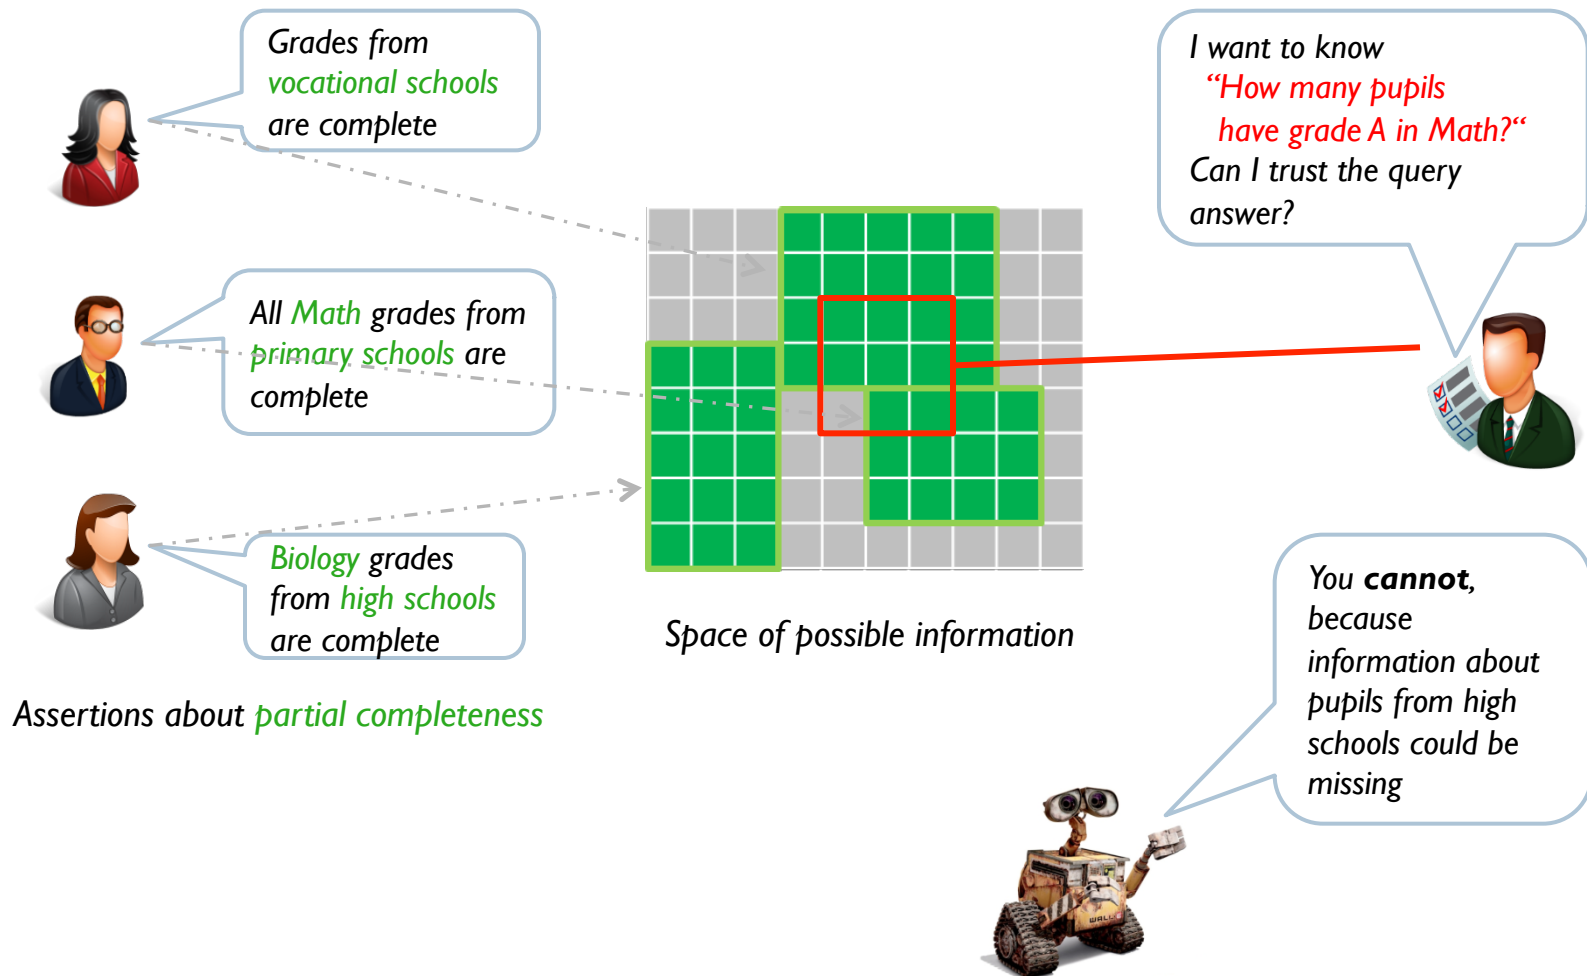 Grades from
vocational schools
are complete
I want to know
“How many pupils
have grade A in Math?“
Can I trust the query
answer?
All Math grades from
primary schools are
complete
Biology grades
from high schools
are complete
Space of possible information
Assertions about partial completeness
You cannot,
because
information about
pupils from high
schools could be
missing
WALL•E